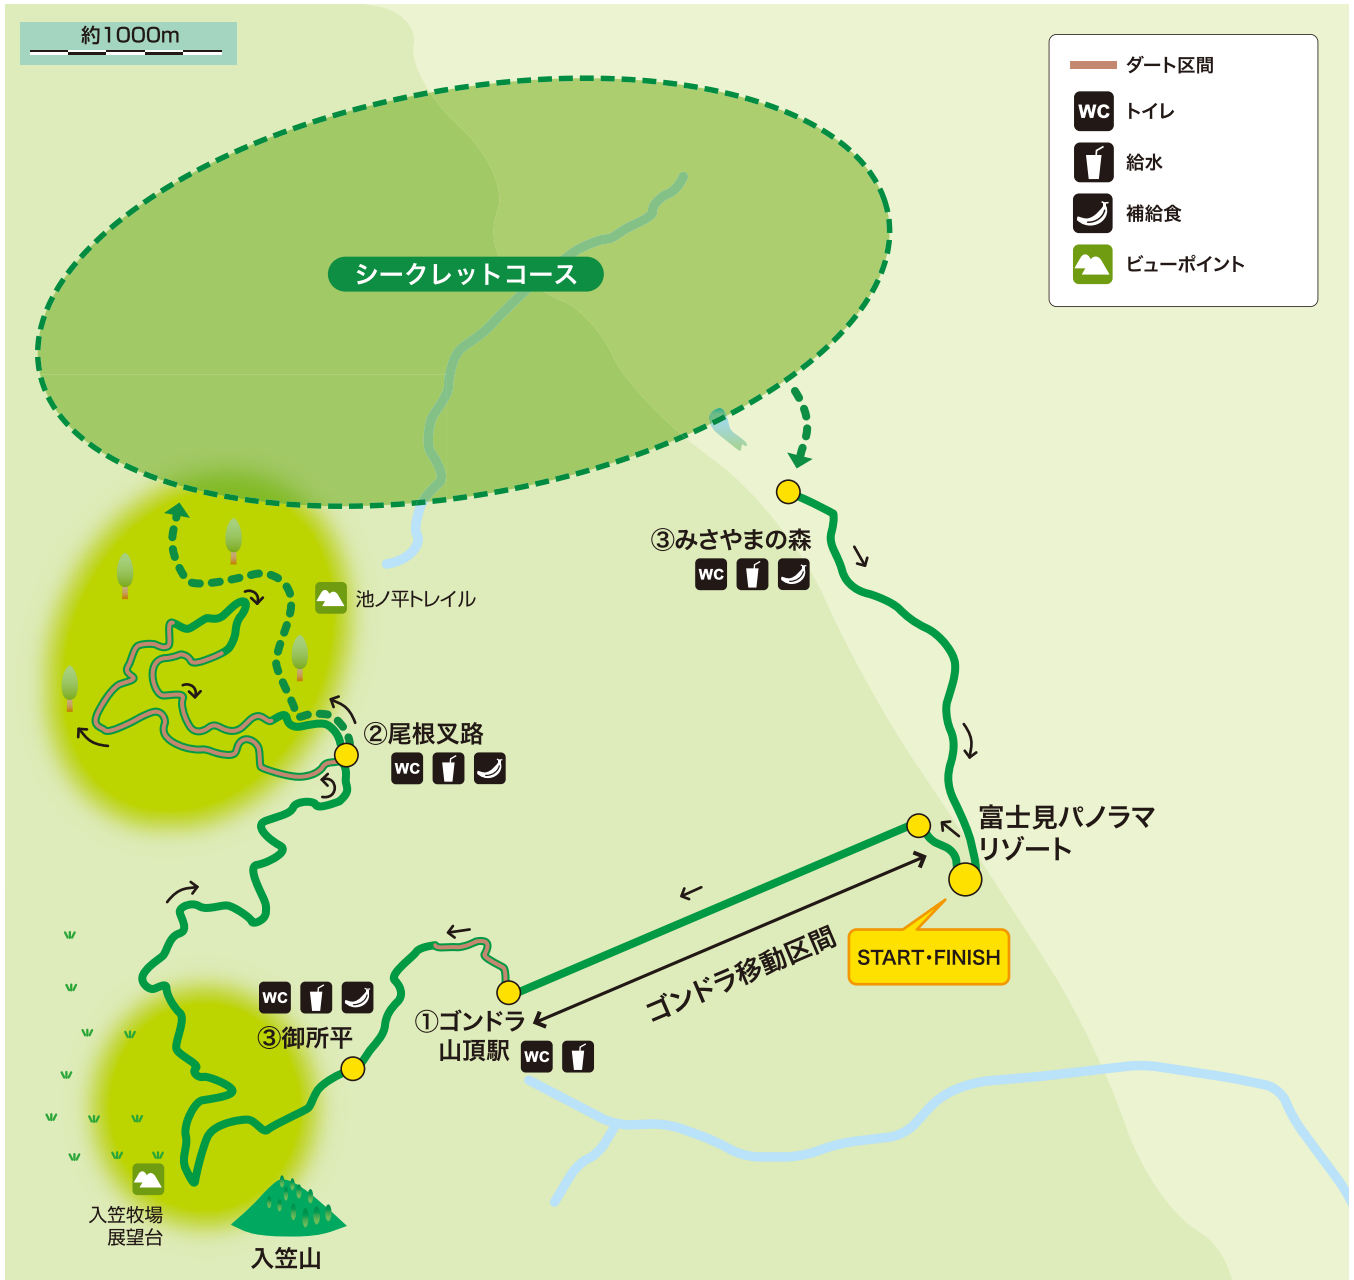 約1000m
ダート区間
WC
トイレ
給水
補給食
ビューポイント
シークレットコース
③みさやまの森
WC
池ノ平トレイル
②尾根叉路
WC
富士見パノラマ
リゾート
START・FINISH
ゴンドラ移動区間
WC
③御所平
①ゴンドラ
山頂駅
WC
入笠牧場
展望台
入笠山